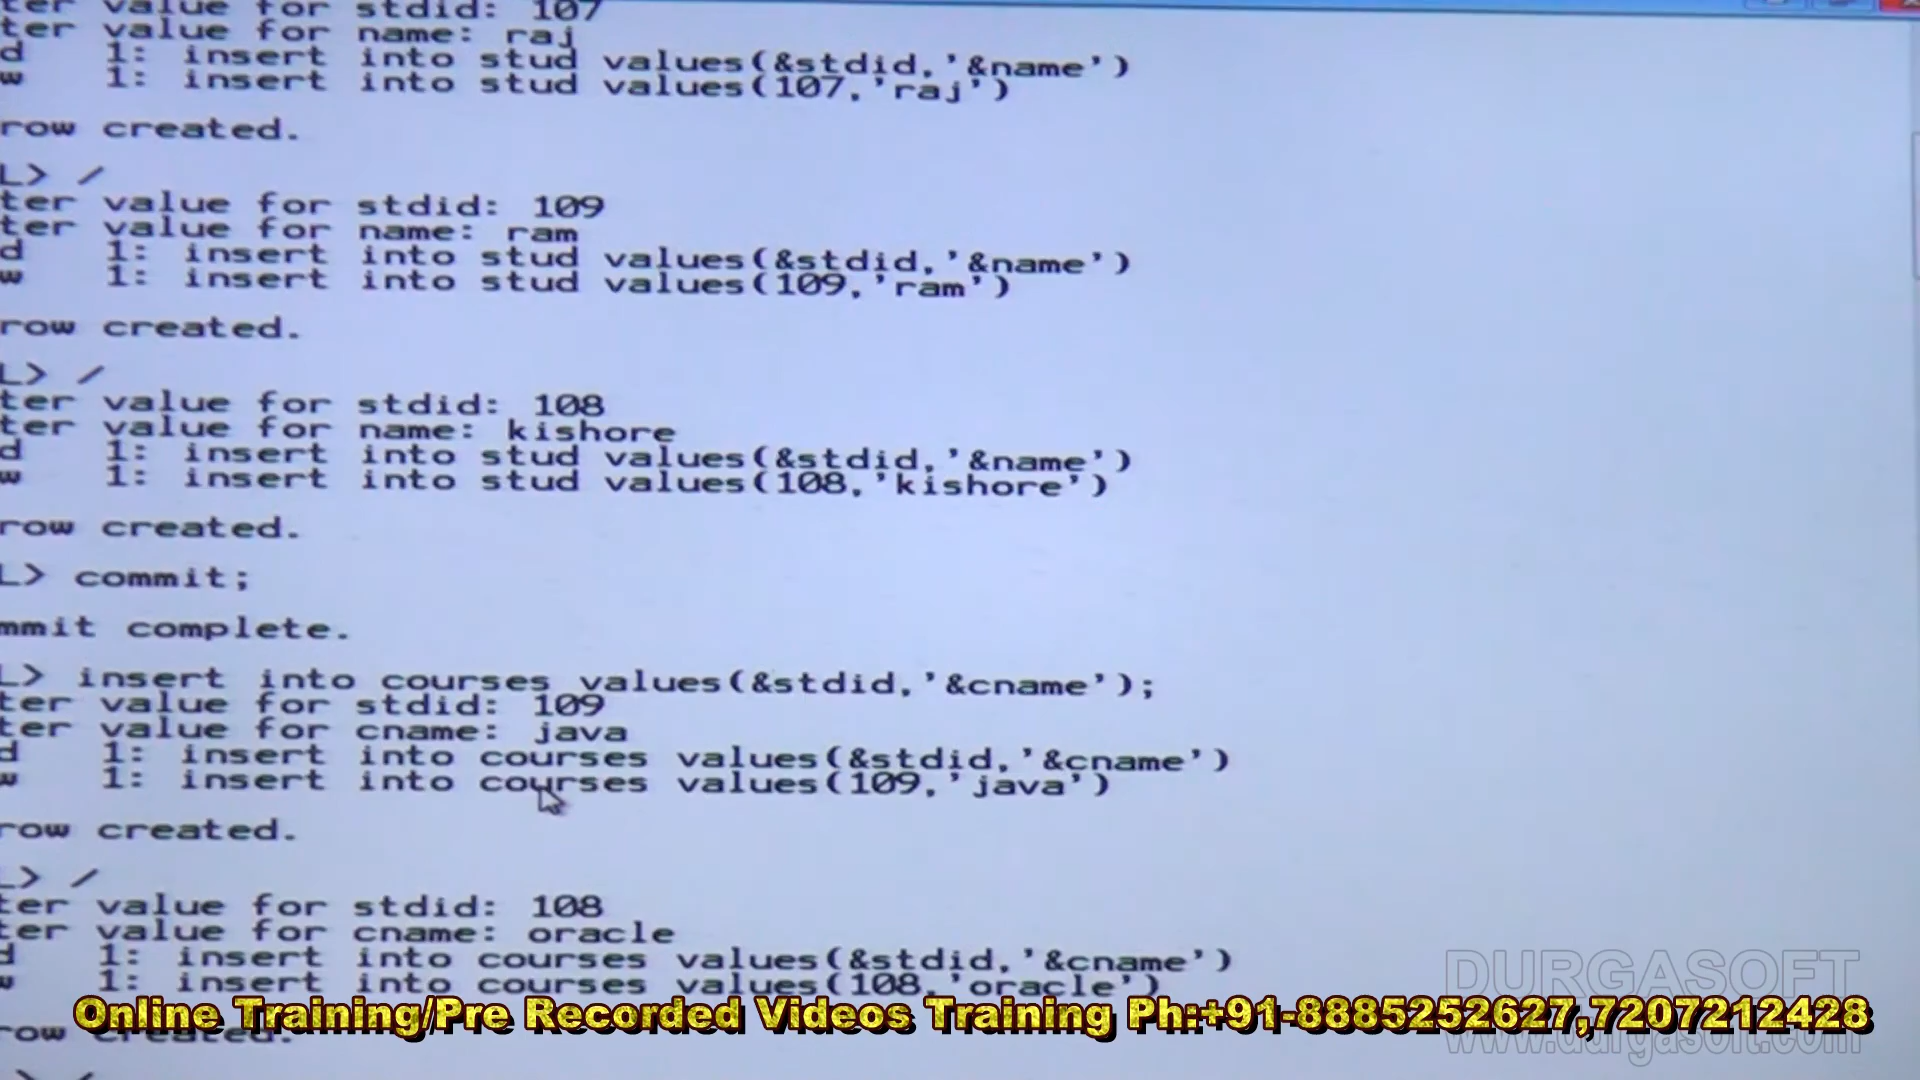 ter value for stdid: 107
ter value for name: raj
d 1: insert into stud values(&stdid,'&name')
w 1: insert into stud values(107,'raj')
row created.
L> /
ter value for stdid: 109
ter value for name: ram
d 1: insert into stud values(&stdid,'&name')
w 1: insert into stud values(109,'ram')
row created.
L> /
ter value for stdid: 108
ter value for name: kishore
d 1: insert into stud values(&stdid,'&name')
w 1: insert into stud values(108,'kishore')
row created.
L> commit;
mmit complete.
L> insert into courses values(&stdid,'&cname');
ter value for stdid: 109
ter value for cname: java
d 1: insert into courses values(&stdid,'&cname')
w 1: insert into courses values(109,'java')
row created.
L> /
ter value for stdid: 108
ter value for cname: oracle
d 1: insert into courses values(&stdid,'&cname')
w 1: insert into courses values(108,'oracle')
row created.
> /
DURGASOFT
www.durgasoft.com
Online Training/Pre Recorded Videos Training Ph:+91-8885252627,7207212428